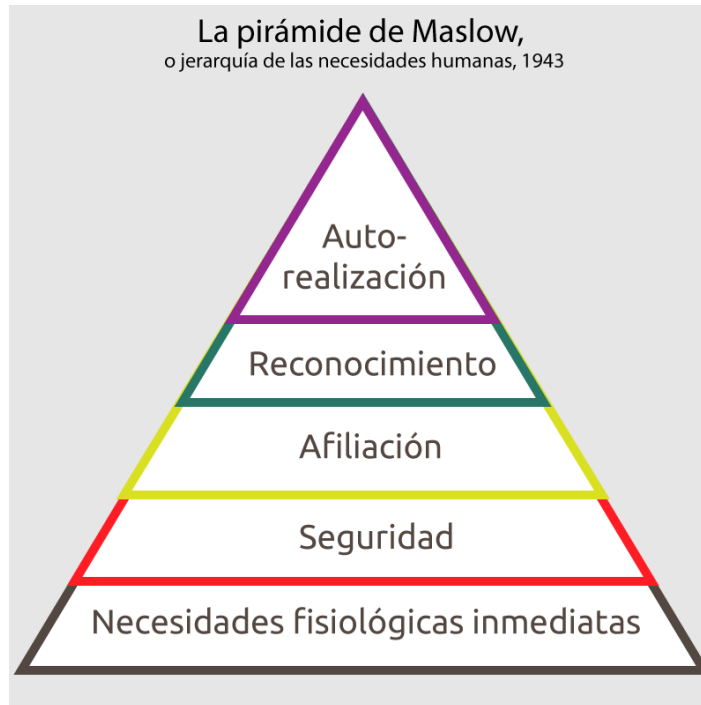 La pirámide de Maslow,
o jerarquía de las necesidades humanas, 1943
Auto-
realización
Reconocimiento
Afiliación
Seguridad
Necesidades fisiológicas inmediatas